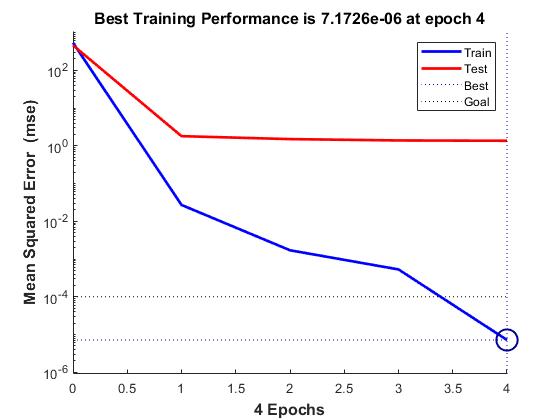 Best Training Performance is 7.1726e-06 at epoch 4
Train
Test
Best
Goal
Mean Squared Error (mse)
10^2
10^0
10^-2
10^-4
10^-6
0 0.5 1 1.5 2 2.5 3 3.5 4
4 Epochs